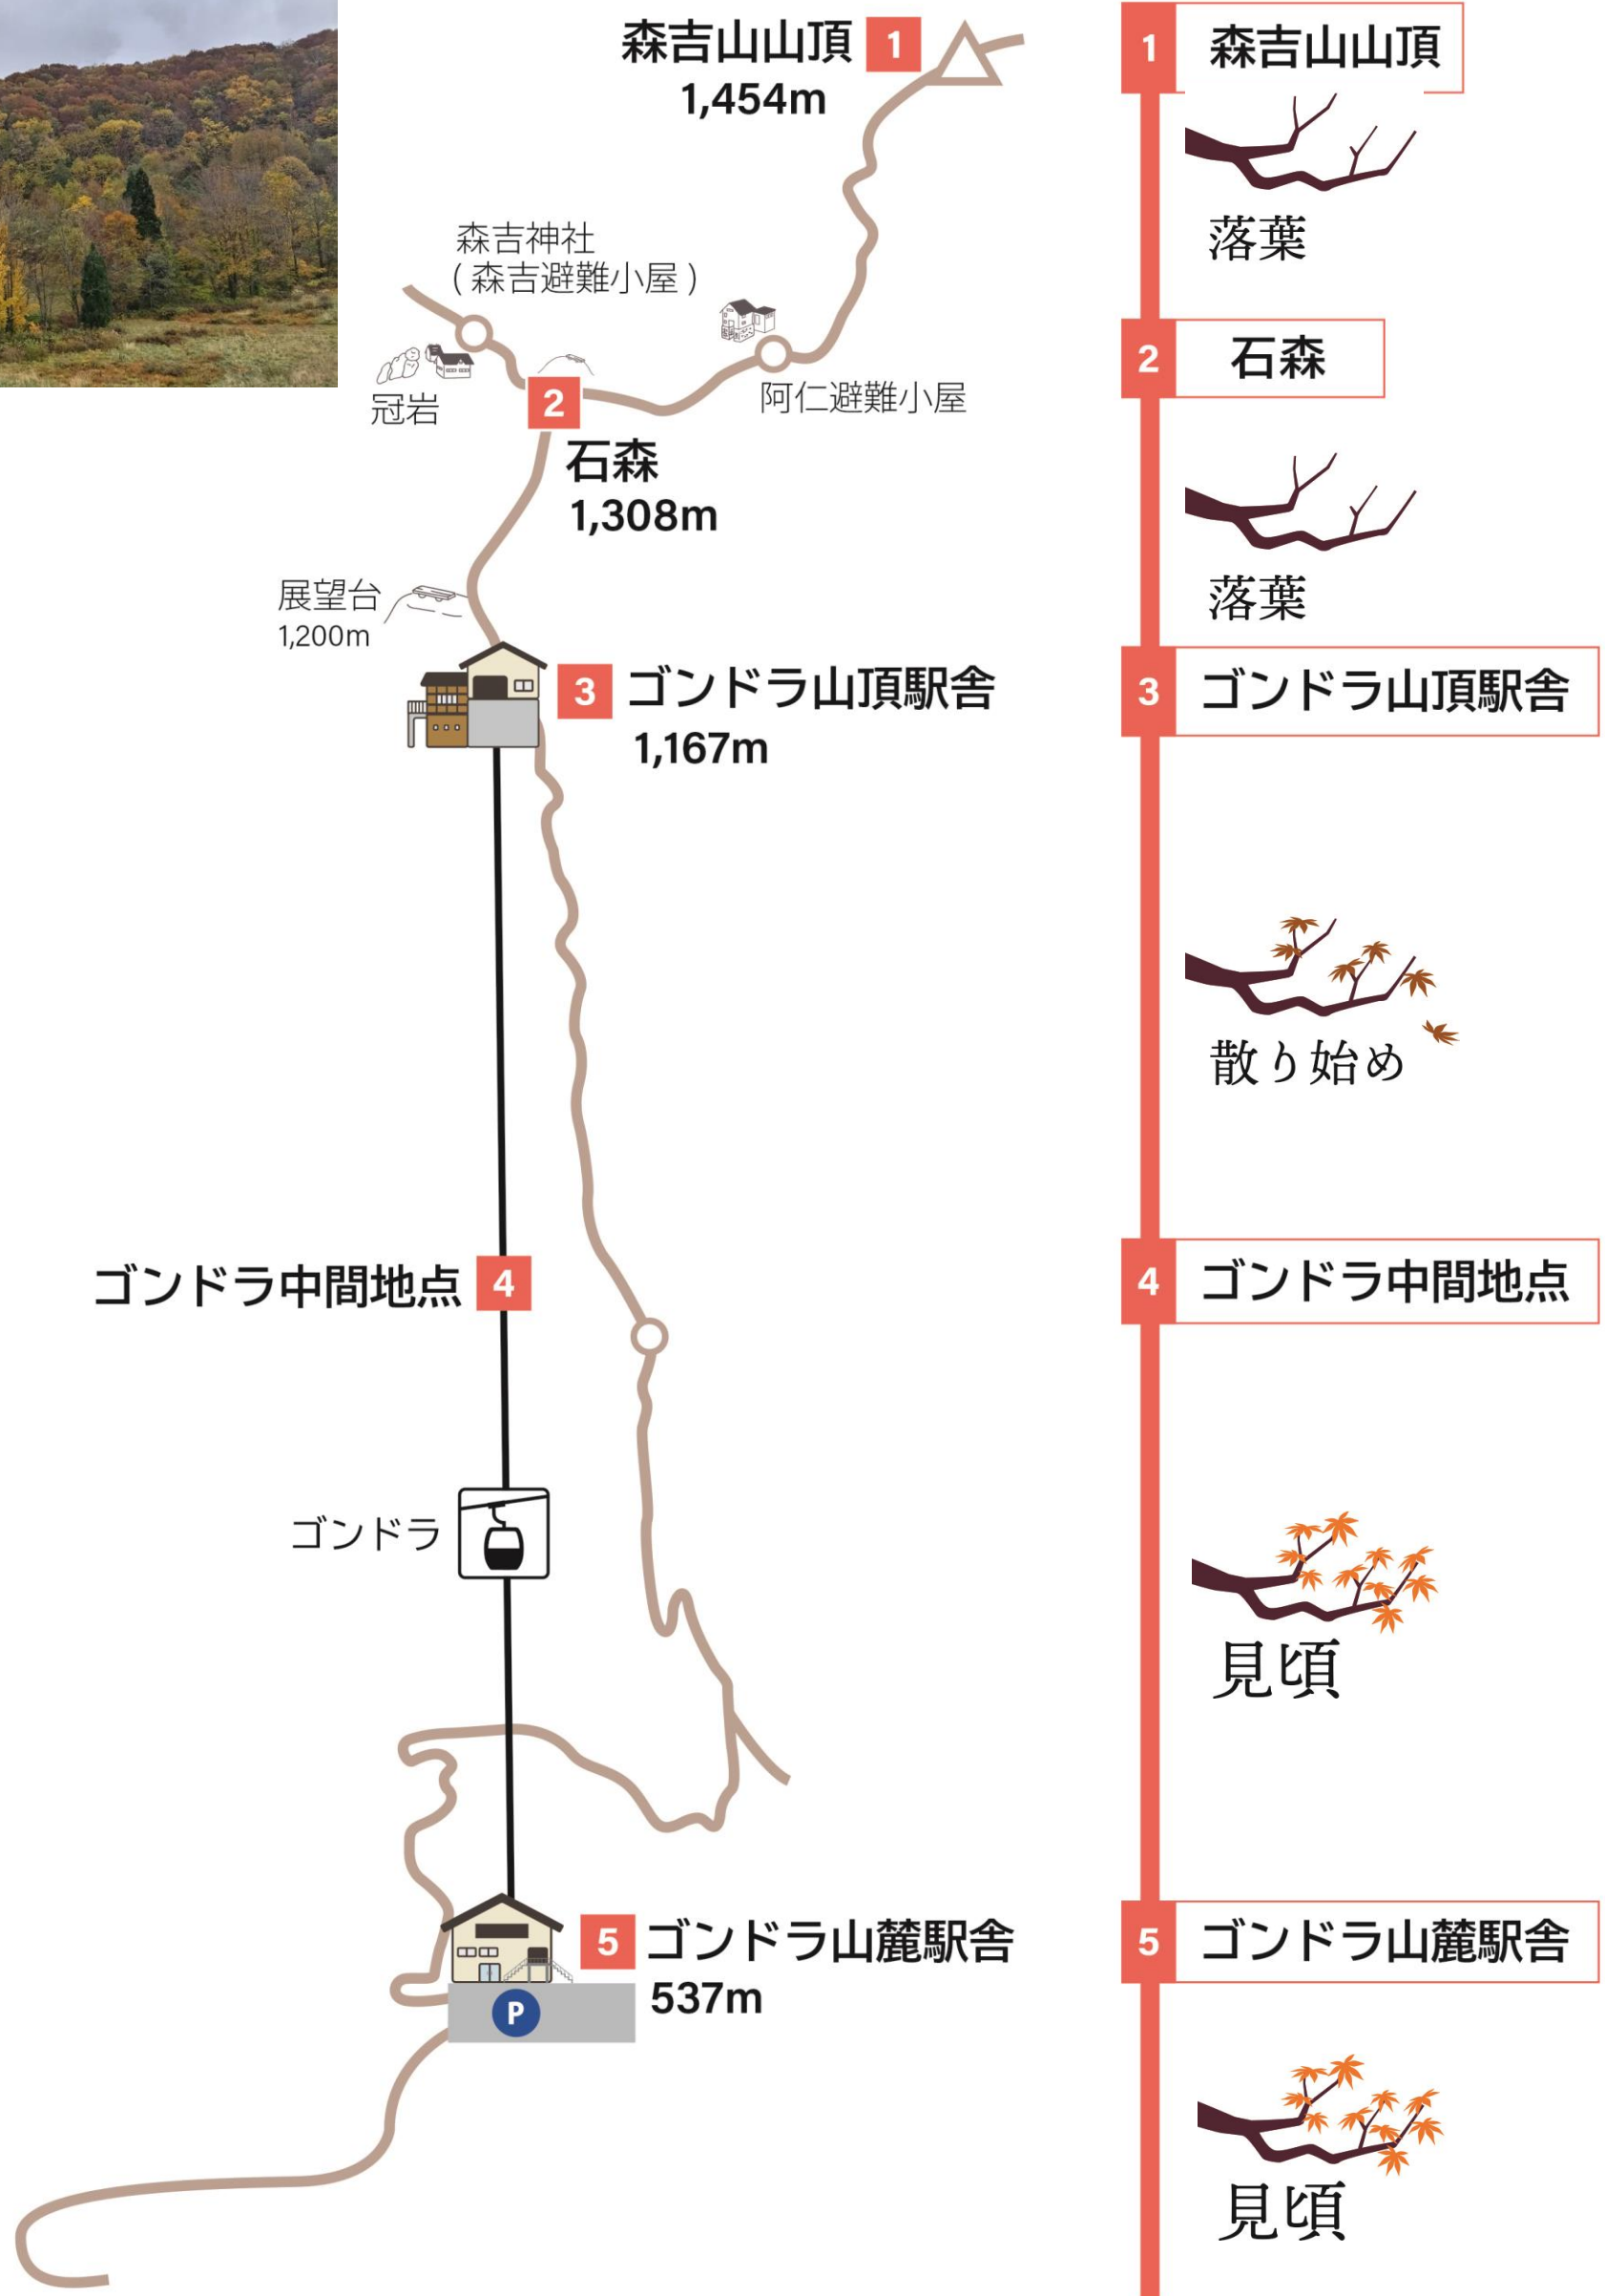 森吉山山頂 1
1,454m
森吉神社
(森吉避難小屋)
冠岩
2
阿仁避難小屋
石森
1,308m
展望台
1,200m
3 ゴンドラ山頂駅舎
1,167m
ゴンドラ中間地点 4
ゴンドラ
5 ゴンドラ山麓駅舎
537m
P
1 森吉山山頂
落葉
2 石森
落葉
3 ゴンドラ山頂駅舎
散り始め
4 ゴンドラ中間地点
見頃
5 ゴンドラ山麓駅舎
見頃